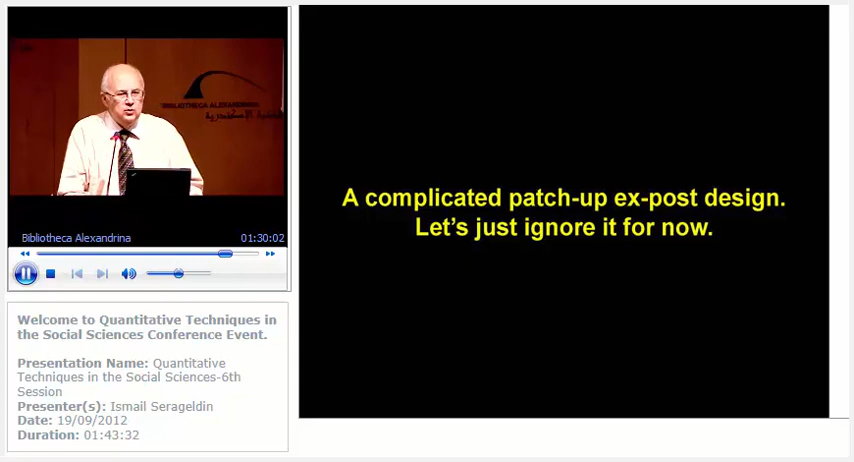 BIBLIOTHECA ALEXANDRINA
A complicated patch-up ex-post design.
Let's just ignore it for now.
Bibliotheca Alexandrina 01:30:02
Welcome to Quantitative Techniques in
the Social Sciences Conference Event.
Presentation Name: Quantitative
Techniques in the Social Sciences-6th
Session
Presenter(s): Ismail Serageldin
Date: 19/09/2012
Duration: 01:43:32